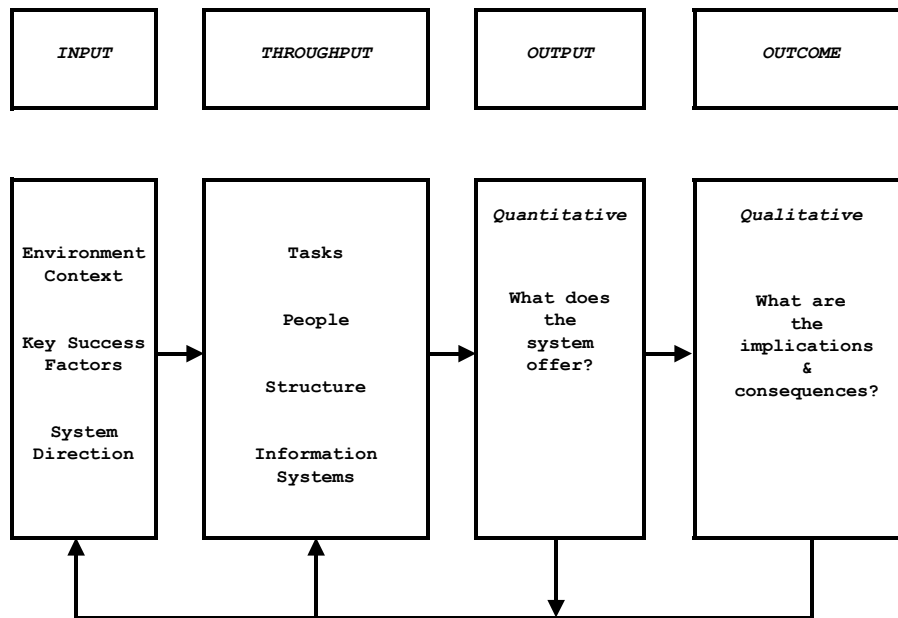 INPUT
THROUGHPUT
OUTPUT
OUTCOME
Environment
Context
Key Success
Factors
System
Direction
Tasks
People
Structure
Information
Systems
Quantitative
What does
the
system
offer?
Qualitative
What are
the
implications
&
consequences?